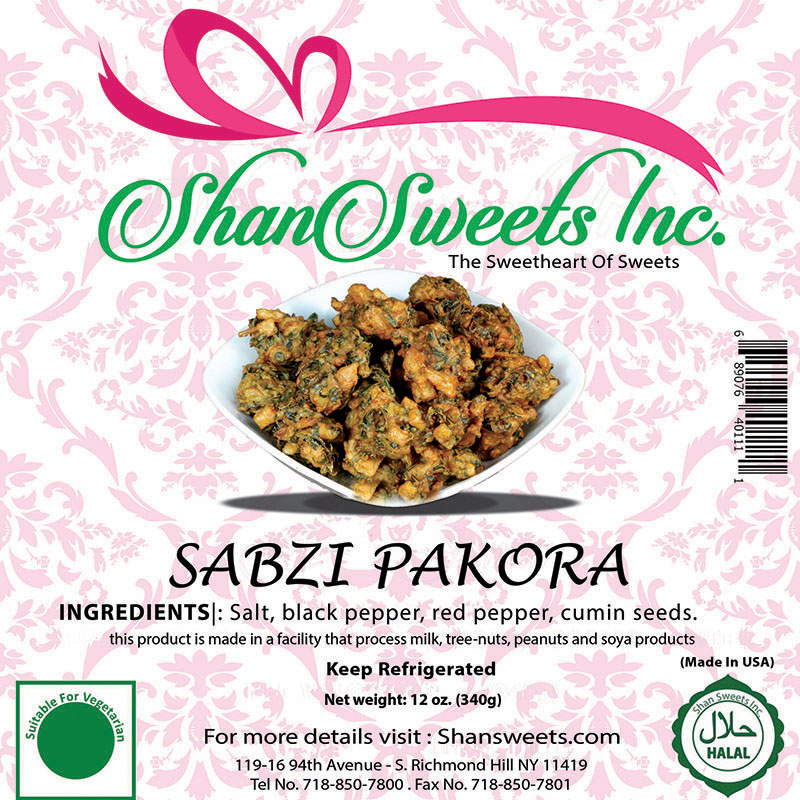 ShanSweets Inc.
The Sweetheart Of Sweets
6 89076 40111 1
SABZI PAKORA
INGREDIENTS|: Salt, black pepper, red pepper, cumin seeds.
this product is made in a facility that process milk, tree-nuts, peanuts and soya products
Keep Refrigerated
(Made In USA)
Net weight: 12 oz. (340g)
Suitable For Vegetarian
For more details visit : Shansweets.com
119-16 94th Avenue - S. Richmond Hill NY 11419
Tel No. 718-850-7800 . Fax No. 718-850-7801
Shan Sweets Inc.
حلال
HALAL